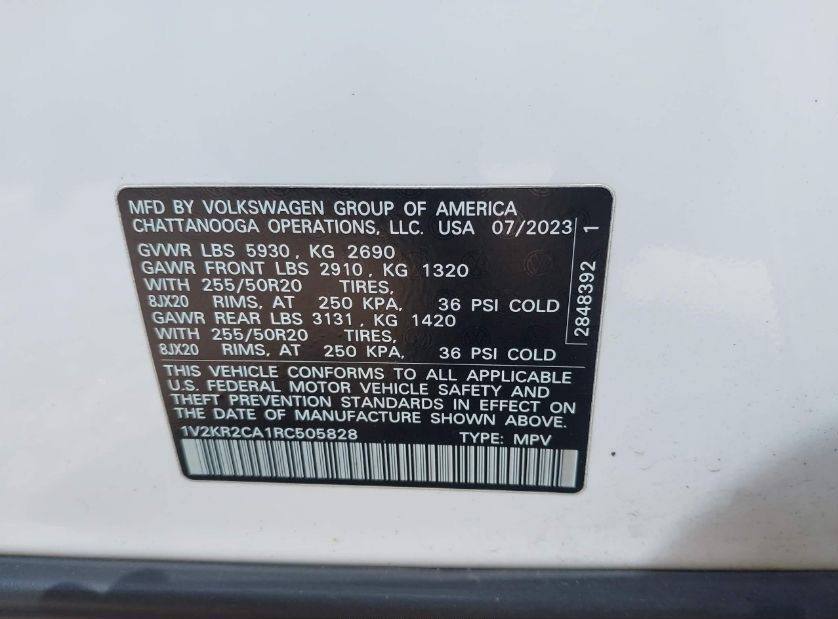 MFD BY VOLKSWAGEN GROUP OF AMERICA
CHATTANOOGA OPERATIONS, LLC. USA 07/2023
GVWR LBS 5930, KG 2690
GAWR FRONT LBS 2910, KG 1320
WITH 255/50R20 TIRES,
8JX20 RIMS, AT 250 KPA, 36 PSI COLD
GAWR REAR LBS 3131, KG 1420
WITH 255/50R20 TIRES,
8JX20 RIMS, AT 250 KPA, 36 PSI COLD
THIS VEHICLE CONFORMS TO ALL APPLICABLE
U.S. FEDERAL MOTOR VEHICLE SAFETY AND
THEFT PREVENTION STANDARDS IN EFFECT ON
THE DATE OF MANUFACTURE SHOWN ABOVE.
1V2KR2CA1RC505828 TYPE: MPV
2848392 1